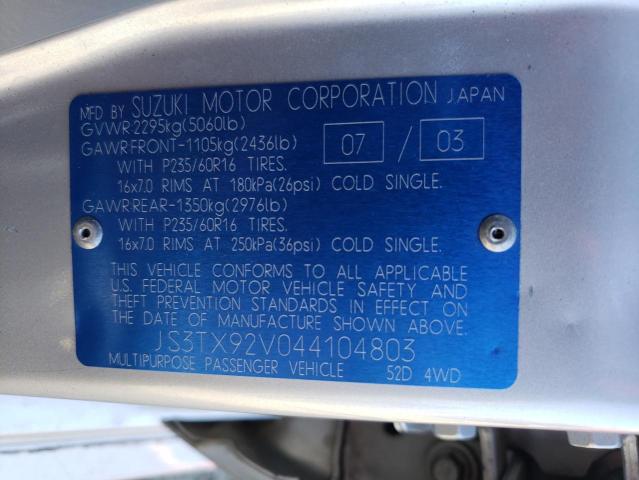 MFD BY SUZUKI MOTOR CORPORATION JAPAN
GVWR:2295kg(5060lb)
GAWR:FRONT-1105kg(2436lb) 07 / 03
WITH P235/60R16 TIRES.
16x7.0 RIMS AT 180kPa(26psi) COLD SINGLE.
GAWR:REAR-1350kg(2976lb)
WITH P235/60R16 TIRES.
16x7.0 RIMS AT 250kPa(36psi) COLD SINGLE.
THIS VEHICLE CONFORMS TO ALL APPLICABLE
U.S. FEDERAL MOTOR VEHICLE SAFETY AND
THEFT PREVENTION STANDARDS IN EFFECT ON
THE DATE OF MANUFACTURE SHOWN ABOVE.
JS3TX92V044104803
MULTIPURPOSE PASSENGER VEHICLE 52D 4WD